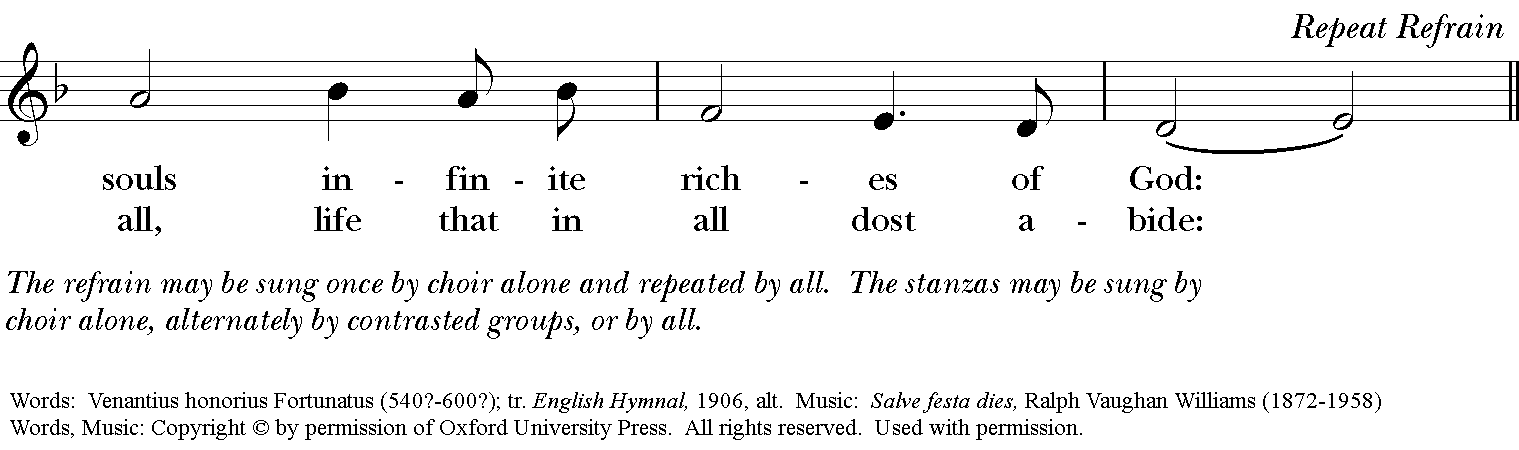 Repeat Refrain
souls in - fin - ite rich - es of God:
all, life that in all dost a - bide:
The refrain may be sung once by choir alone and repeated by all.  The stanzas may be sung by
choir alone, alternately by contrasted groups, or by all.
Words:  Venantius honorius Fortunatus (540?-600?); tr. English Hymnal, 1906, alt.  Music:  Salve festa dies, Ralph Vaughan Williams (1872-1958)
Words, Music: Copyright © by permission of Oxford University Press.  All rights reserved.  Used with permission.